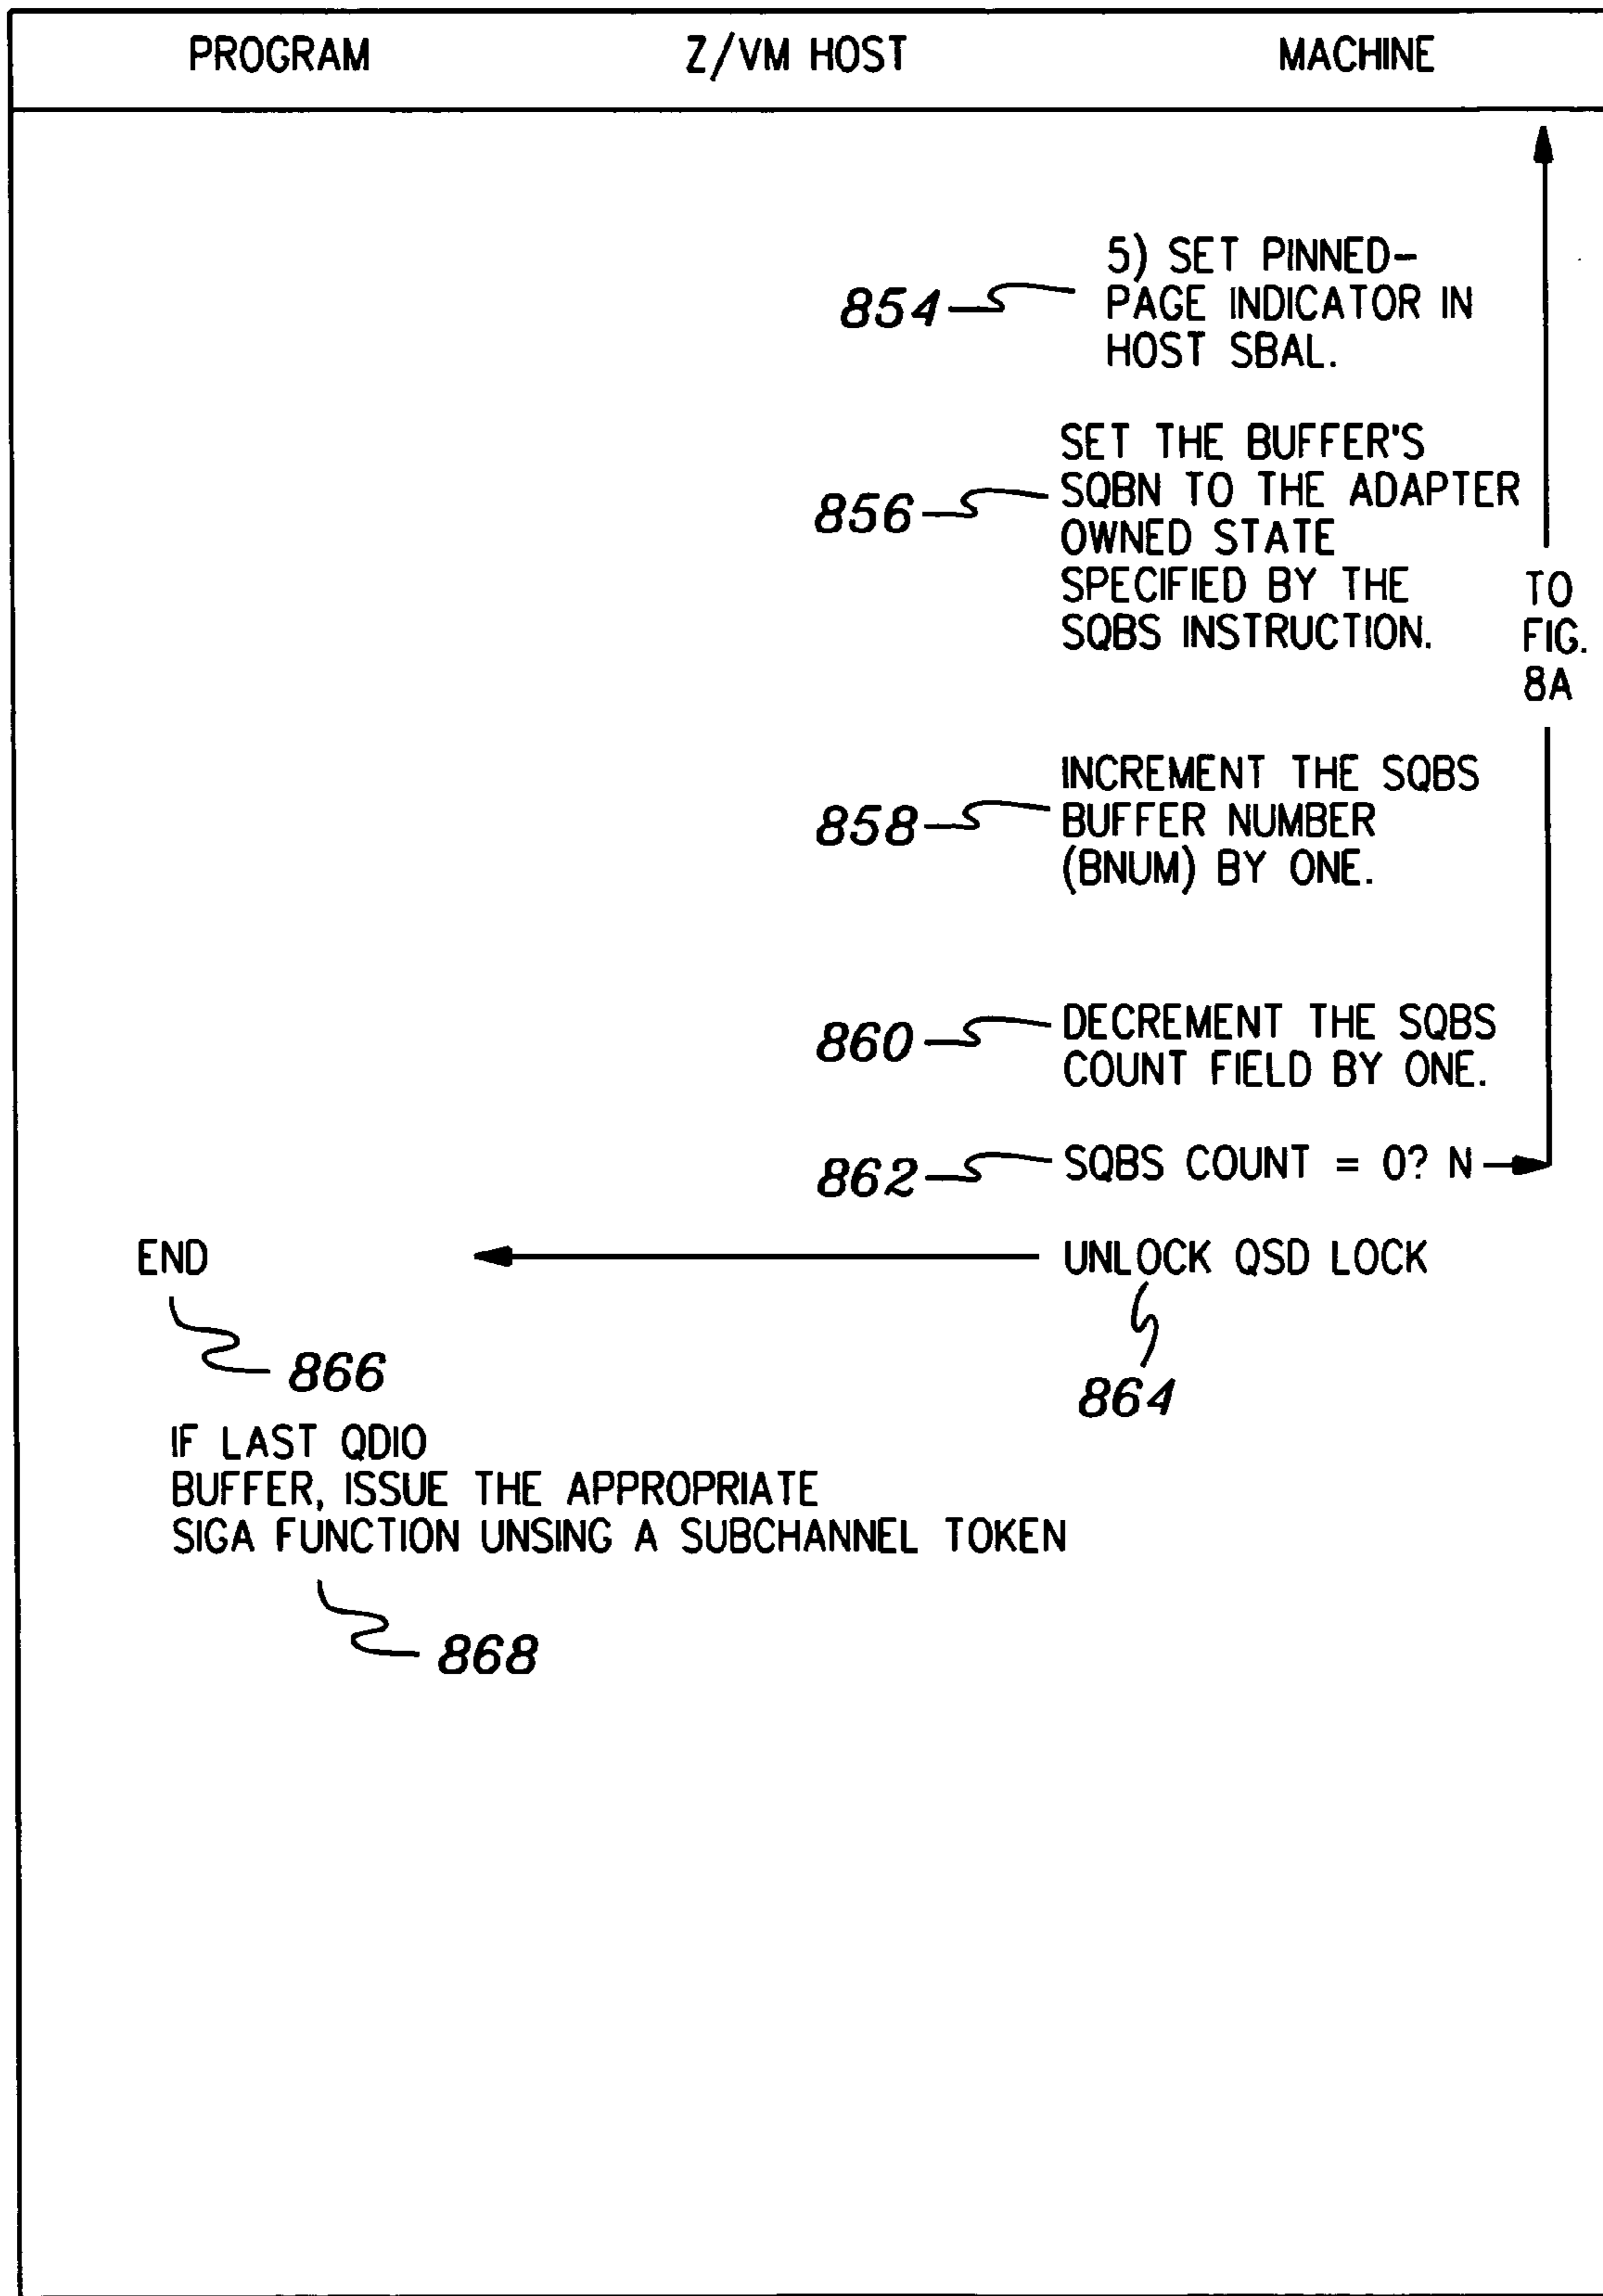 PROGRAM Z/VM HOST MACHINE
5) SET PINNED-
854 PAGE INDICATOR IN
HOST SBAL.
SET THE BUFFER'S
856 SQBN TO THE ADAPTER
OWNED STATE
SPECIFIED BY THE
SQBS INSTRUCTION.
TO
FIG.
8A
INCREMENT THE SQBS
858 BUFFER NUMBER
(BNUM) BY ONE.
860 DECREMENT THE SQBS
COUNT FIELD BY ONE.
862 SQBS COUNT = 0? N
END UNLOCK QSD LOCK
866
864
IF LAST QDIO
BUFFER, ISSUE THE APPROPRIATE
SIGA FUNCTION UNSING A SUBCHANNEL TOKEN
868